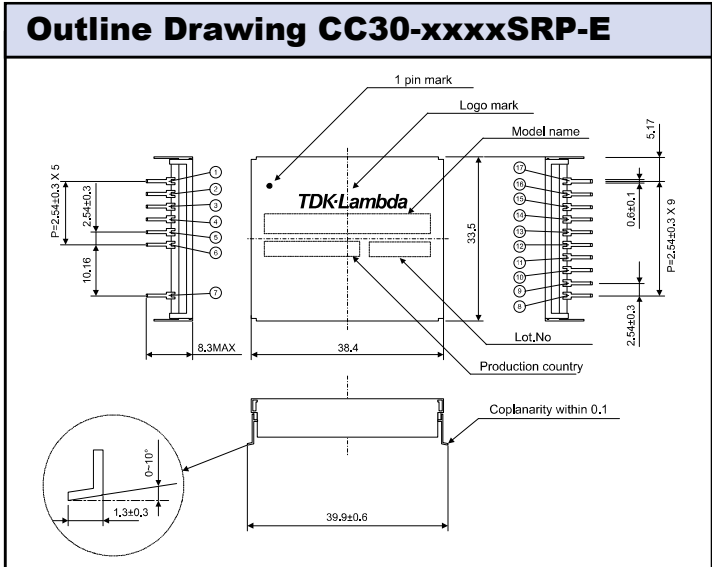 Outline Drawing CC30-xxxxSRP-E
1 pin mark
Logo mark
Model name
TDK·Lambda
Lot.No
Production country
P=2.54±0.3 X 5
2.54±0.3
10.16
8.3MAX
1
2
3
4
5
6
7
38.4
33.5
17
16
15
14
13
12
11
10
9
8
5.17
0.6±0.1
P=2.54±0.3 X 9
2.54±0.3
Coplanarity within 0.1
0~10°
1.3±0.3
39.9±0.6